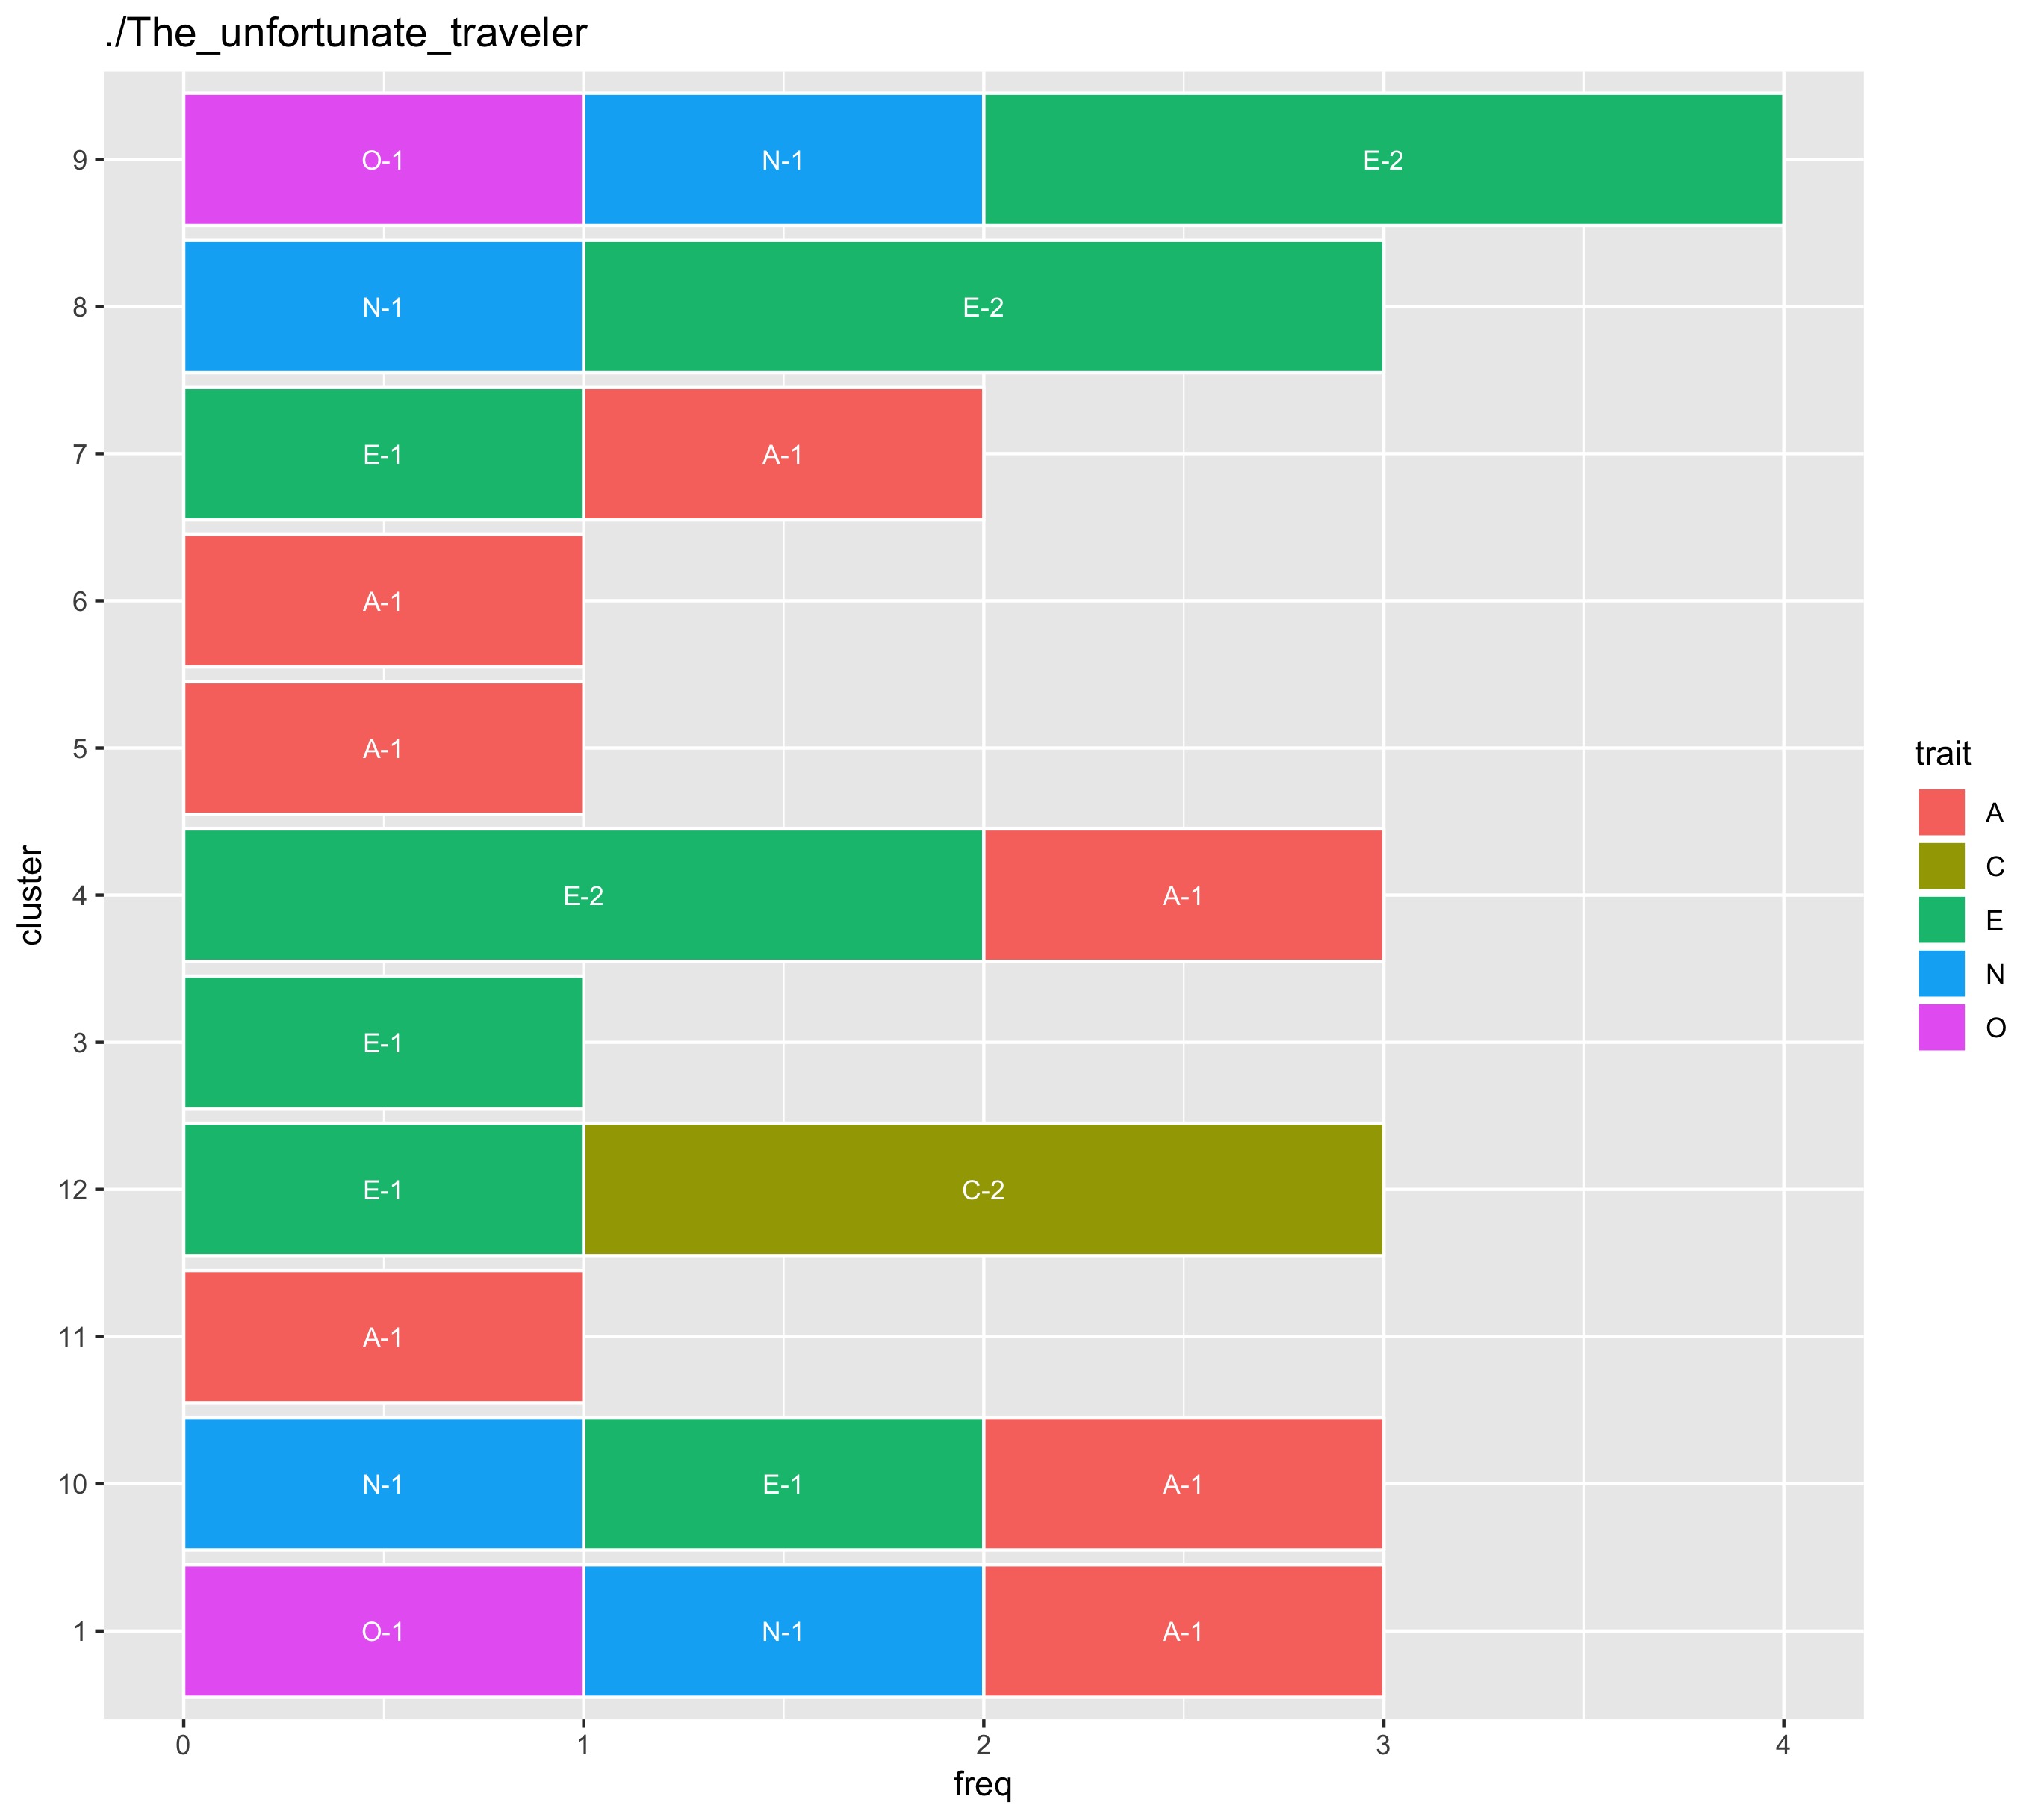 ./The_unfortunate_traveler
9
O-1 N-1 E-2
8
N-1 E-2
7
E-1 A-1
6
A-1
5
A-1
4
E-2 A-1
3
E-1
12
E-1 C-2
11
A-1
10
N-1 E-1 A-1
1
O-1 N-1 A-1
0 1 2 3 4
freq
cluster
trait
A
C
E
N
O